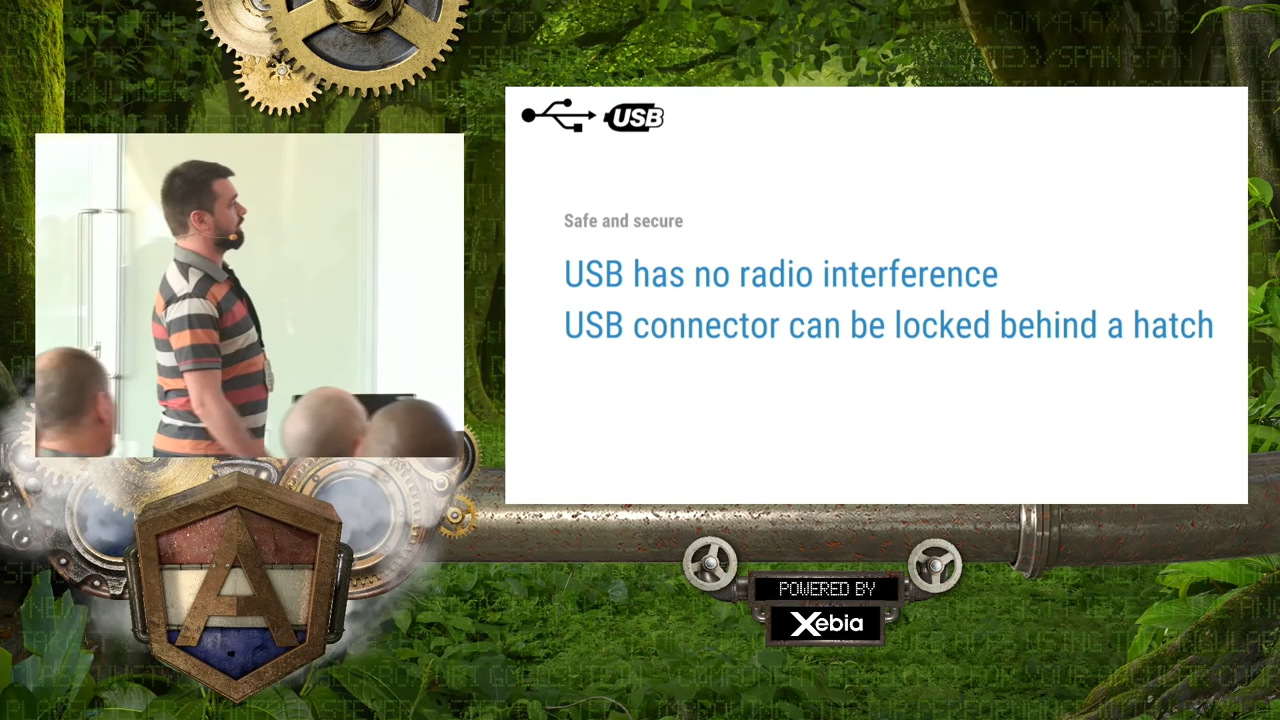 USB
Safe and secure
USB has no radio interference
USB connector can be locked behind a hatch
A
POWERED BY
Xebia